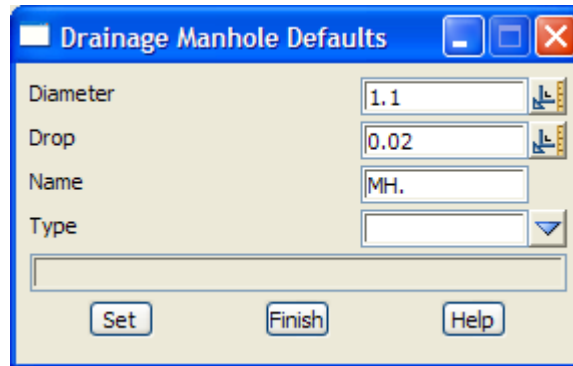 Drainage Manhole Defaults
Diameter 1.1
Drop 0.02
Name MH.
Type
Set Finish Help